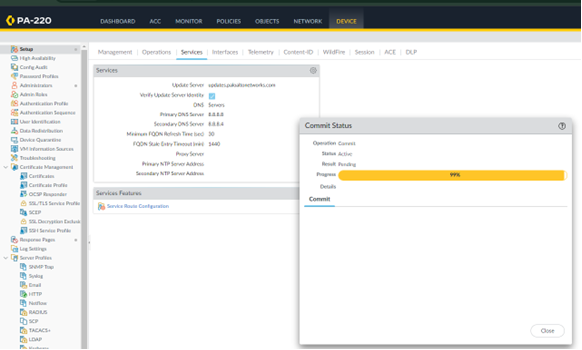 PA-220
DASHBOARD ACC MONITOR POLICIES OBJECTS NETWORK DEVICE
Setup
High Availability
Config Audit
Password Profiles
Administrators
Admin Roles
Authentication Profile
Authentication Sequence
User Identification
Data Redistribution
Device Quarantine
VM Information Sources
Troubleshooting
Certificate Management
Certificates
Certificate Profile
OCSP Responder
SSL/TLS Service Profile
SCEP
SSL Decryption Exclusio
SSH Service Profile
Response Pages
Log Settings
Server Profiles
SNMP Trap
Syslog
Email
HTTP
Netflow
RADIUS
SCP
TACACS+
LDAP
Kerberos
Management Operations Services Interfaces Telemetry Content-ID WildFire Session ACE DLP
Services
Update Server updates.paloaltonetworks.com
Verify Update Server Identity
DNS Servers
Primary DNS Server 8.8.8.8
Secondary DNS Server 8.8.8.4
Minimum FQDN Refresh Time (sec) 30
FQDN Stale Entry Timeout (min) 1440
Proxy Server
Primary NTP Server Address
Secondary NTP Server Address
Services Features
Service Route Configuration
Commit Status
Operation Commit
Status Active
Result Pending
Progress 99%
Details
Commit
Close